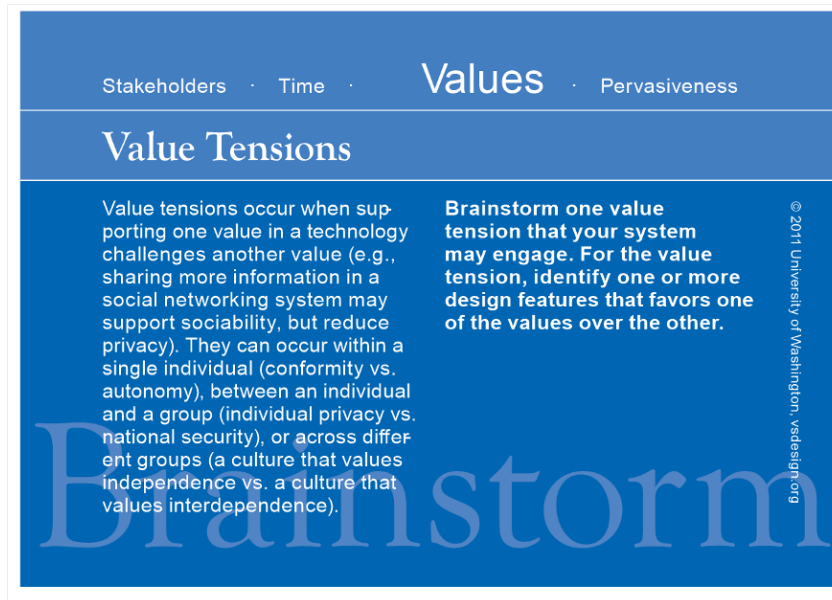 Stakeholders · Time · Values · Pervasiveness
Value Tensions
Value tensions occur when sup-
porting one value in a technology
challenges another value (e.g.,
sharing more information in a
social networking system may
support sociability, but reduce
privacy). They can occur within a
single individual (conformity vs.
autonomy), between an individual
and a group (individual privacy vs.
national security), or across differ-
ent groups (a culture that values
independence vs. a culture that
values interdependence).
Brainstorm one value
tension that your system
may engage. For the value
tension, identify one or more
design features that favors one
of the values over the other.
© 2011 University of Washington, vsdesign.org
Brainstorm